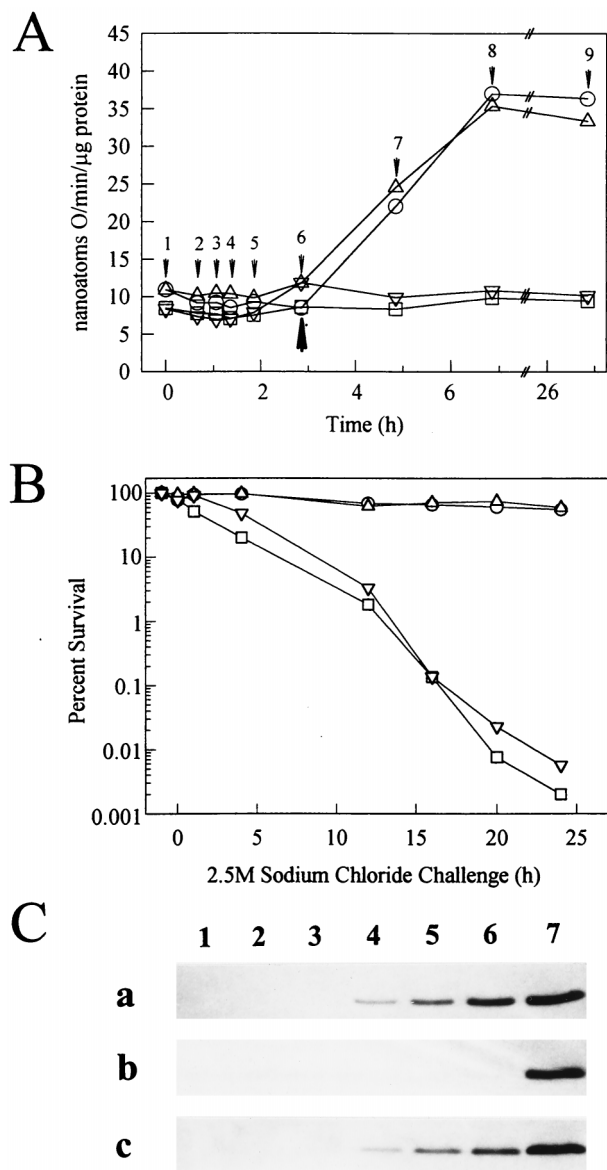 A
nanoatoms O/min/µg protein
45
40
35
30
25
20
15
10
5
0
1 2 3 4 5 6 7 8 9
0 2 4 6 26
Time (h)
B
Percent Survival
100
10
1
0.1
0.01
0.001
0 5 10 15 20 25
2.5M Sodium Chloride Challenge (h)
C
1 2 3 4 5 6 7
a
b
c